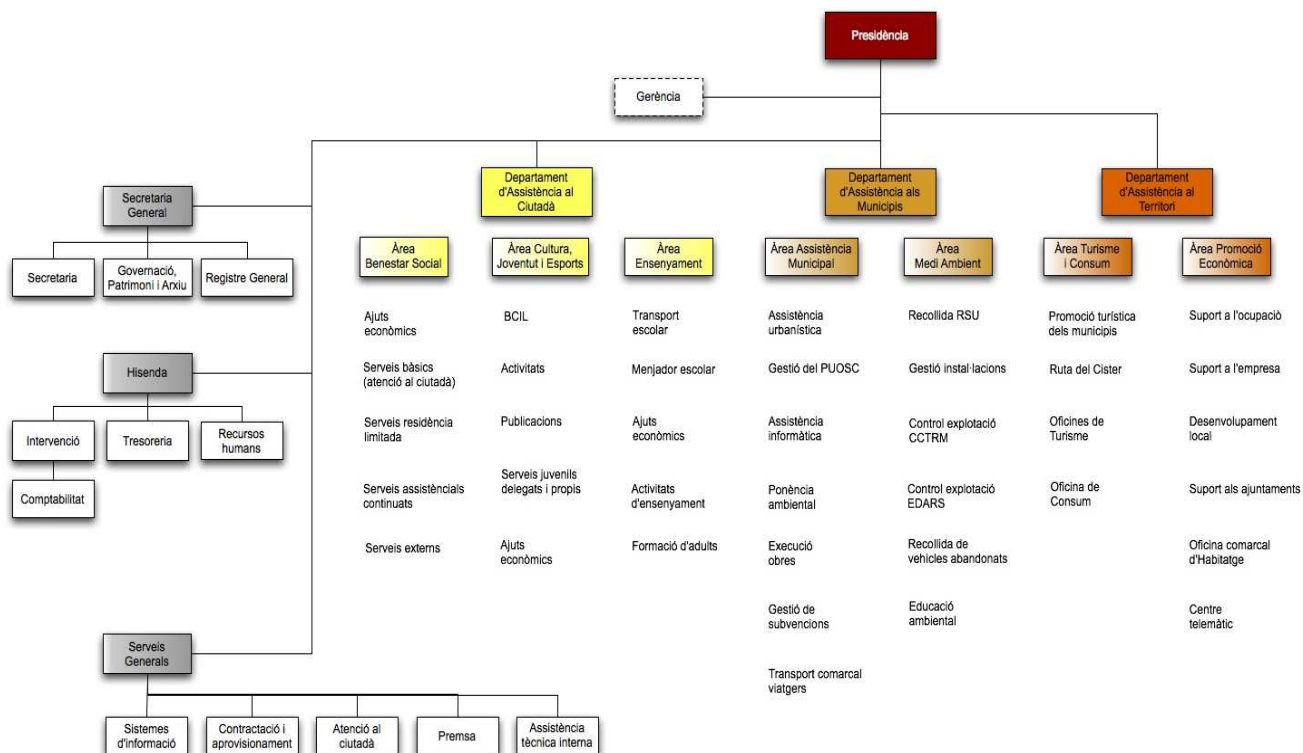 Presidència
Gerència
Departament
d'Assistència al
Ciutadà
Departament
d'Assistència als
Municipis
Departament
d'Assistència al
Territori
Secretaria
General
Secretaria
Governació,
Patrimoni i Arxiu
Registre General
Hisenda
Intervenció
Tresoreria
Recursos
humans
Comptabilitat
Serveis
Generals
Sistemes
d'informació
Contractació i
aprovisionament
Atenció al
ciutadà
Premsa
Assistència
tècnica interna
Àrea
Benestar Social
Ajuts
econòmics
Serveis bàsics
(atenció al ciutadà)
Serveis residència
limitada
Serveis assistèncials
continuats
Serveis externs
Àrea Cultura,
Joventut i Esports
BCIL
Activitats
Publicacions
Serveis juvenils
delegats i propis
Ajuts
econòmics
Àrea
Ensenyament
Transport
escolar
Menjador escolar
Ajuts
econòmics
Activitats
d'ensenyament
Formació d'adults
Àrea Assistència
Municipal
Assistència
urbanística
Gestió del PUOSC
Assistència
informàtica
Ponència
ambiental
Execució
obres
Gestió de
subvencions
Transport comarcal
viatgers
Àrea
Medi Ambient
Recollida RSU
Gestió instal·lacions
Control explotació
CCTRM
Control explotació
EDARS
Recollida de
vehicles abandonats
Educació
ambiental
Àrea Turisme
i Consum
Promoció turística
dels municipis
Ruta del Cister
Oficines de
Turisme
Oficina de
Consum
Àrea Promoció
Econòmica
Suport a l'ocupació
Suport a l'empresa
Desenvolupament
local
Suport als ajuntaments
Oficina comarcal
d'Habitatge
Centre
telemàtic